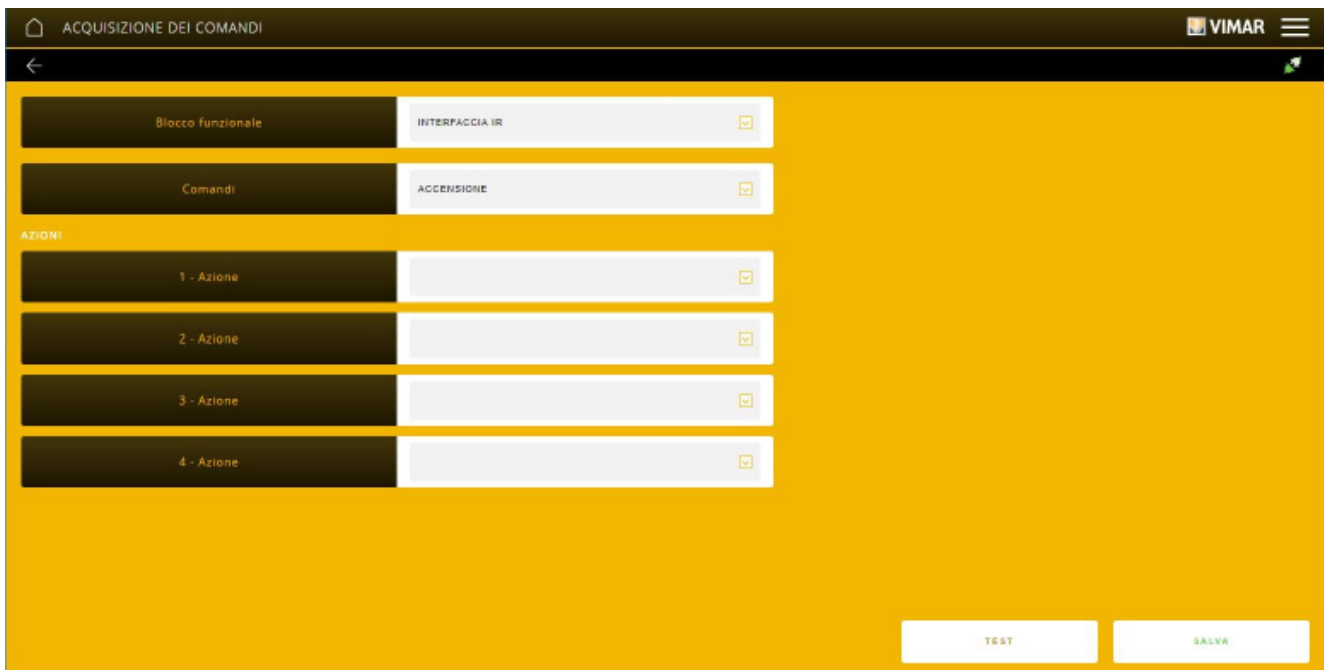 ACQUISIZIONE DEI COMANDI
VIMAR
Blocco funzionale
INTERFACCIA IR
Comandi
ACCENSIONE
AZIONI
1 - Azione
2 - Azione
3 - Azione
4 - Azione
TEST
SALVA